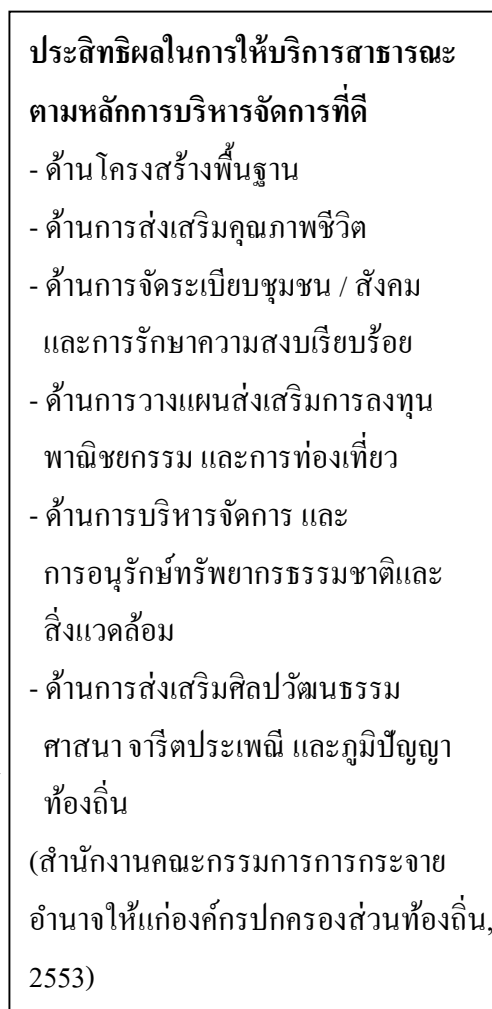 ประสิทธิผลในการให้บริการสาธารณะ
ตามหลักการบริหารจัดการที่ดี
- ด้านโครงสร้างพื้นฐาน
- ด้านการส่งเสริมคุณภาพชีวิต
- ด้านการจัดระเบียบชุมชน / สังคม
และการรักษาความสงบเรียบร้อย
- ด้านการวางแผนส่งเสริมการลงทุน
พาณิชยกรรม และการท่องเที่ยว
- ด้านการบริหารจัดการ และ
การอนุรักษ์ทรัพยากรธรรมชาติและ
สิ่งแวดล้อม
- ด้านการส่งเสริมศิลปวัฒนธรรม
ศาสนา จารีตประเพณี และภูมิปัญญา
ท้องถิ่น
(สำนักงานคณะกรรมการการกระจาย
อำนาจให้แก่องค์กรปกครองส่วนท้องถิ่น,
2553)